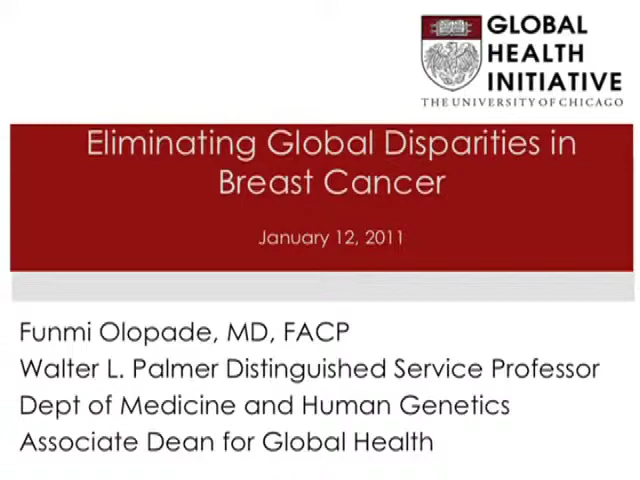 GLOBAL
HEALTH
INITIATIVE
THE UNIVERSITY OF CHICAGO
Eliminating Global Disparities in
Breast Cancer
January 12, 2011
Funmi Olopade, MD, FACP
Walter L. Palmer Distinguished Service Professor
Dept of Medicine and Human Genetics
Associate Dean for Global Health